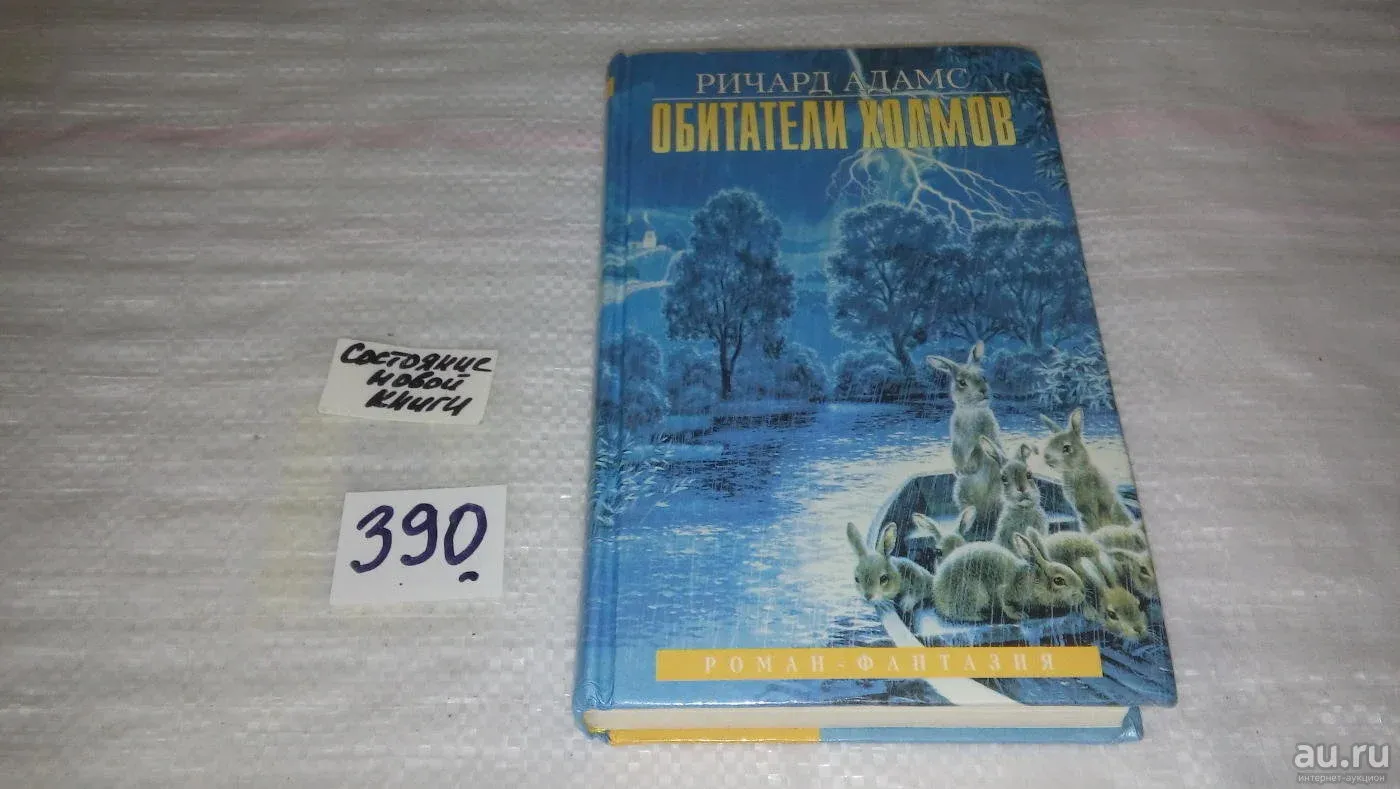 РИЧАРД АДАМС
ОБИТАТЕЛИ ХОЛМОВ
Состояние
новой
книги
390
РОМАН-ФАНТАЗИЯ
au.ru
интернет-аукцион